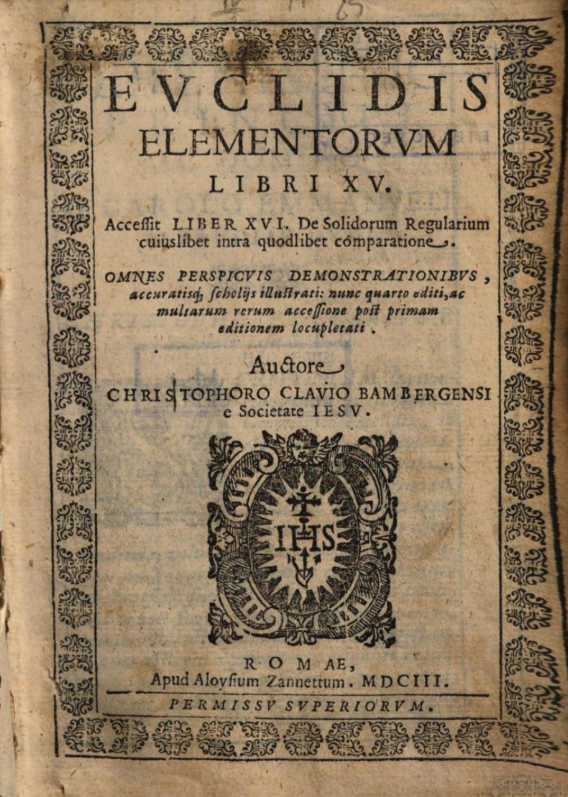 EVCLIDIS
ELEMENTORVM
LIBRI XV.
Accessit LIBER XVI. De Solidorum Regularium
cuiuslibet intra quodlibet comparatione.
OMNES PERSPICVIS DEMONSTRATIONIBVS,
accuratisq; scholijs illustrati: nunc quarto editi, ac
multarum rerum accessione post primam
editionem locupletati.
Auctore
CHRISTOPHORO CLAVIO BAMBERGENSI
e Societate IESV.
IHS
ROMAE,
Apud Aloysium Zannettum. MDCIII.
PERMISSV SVPERIORVM.